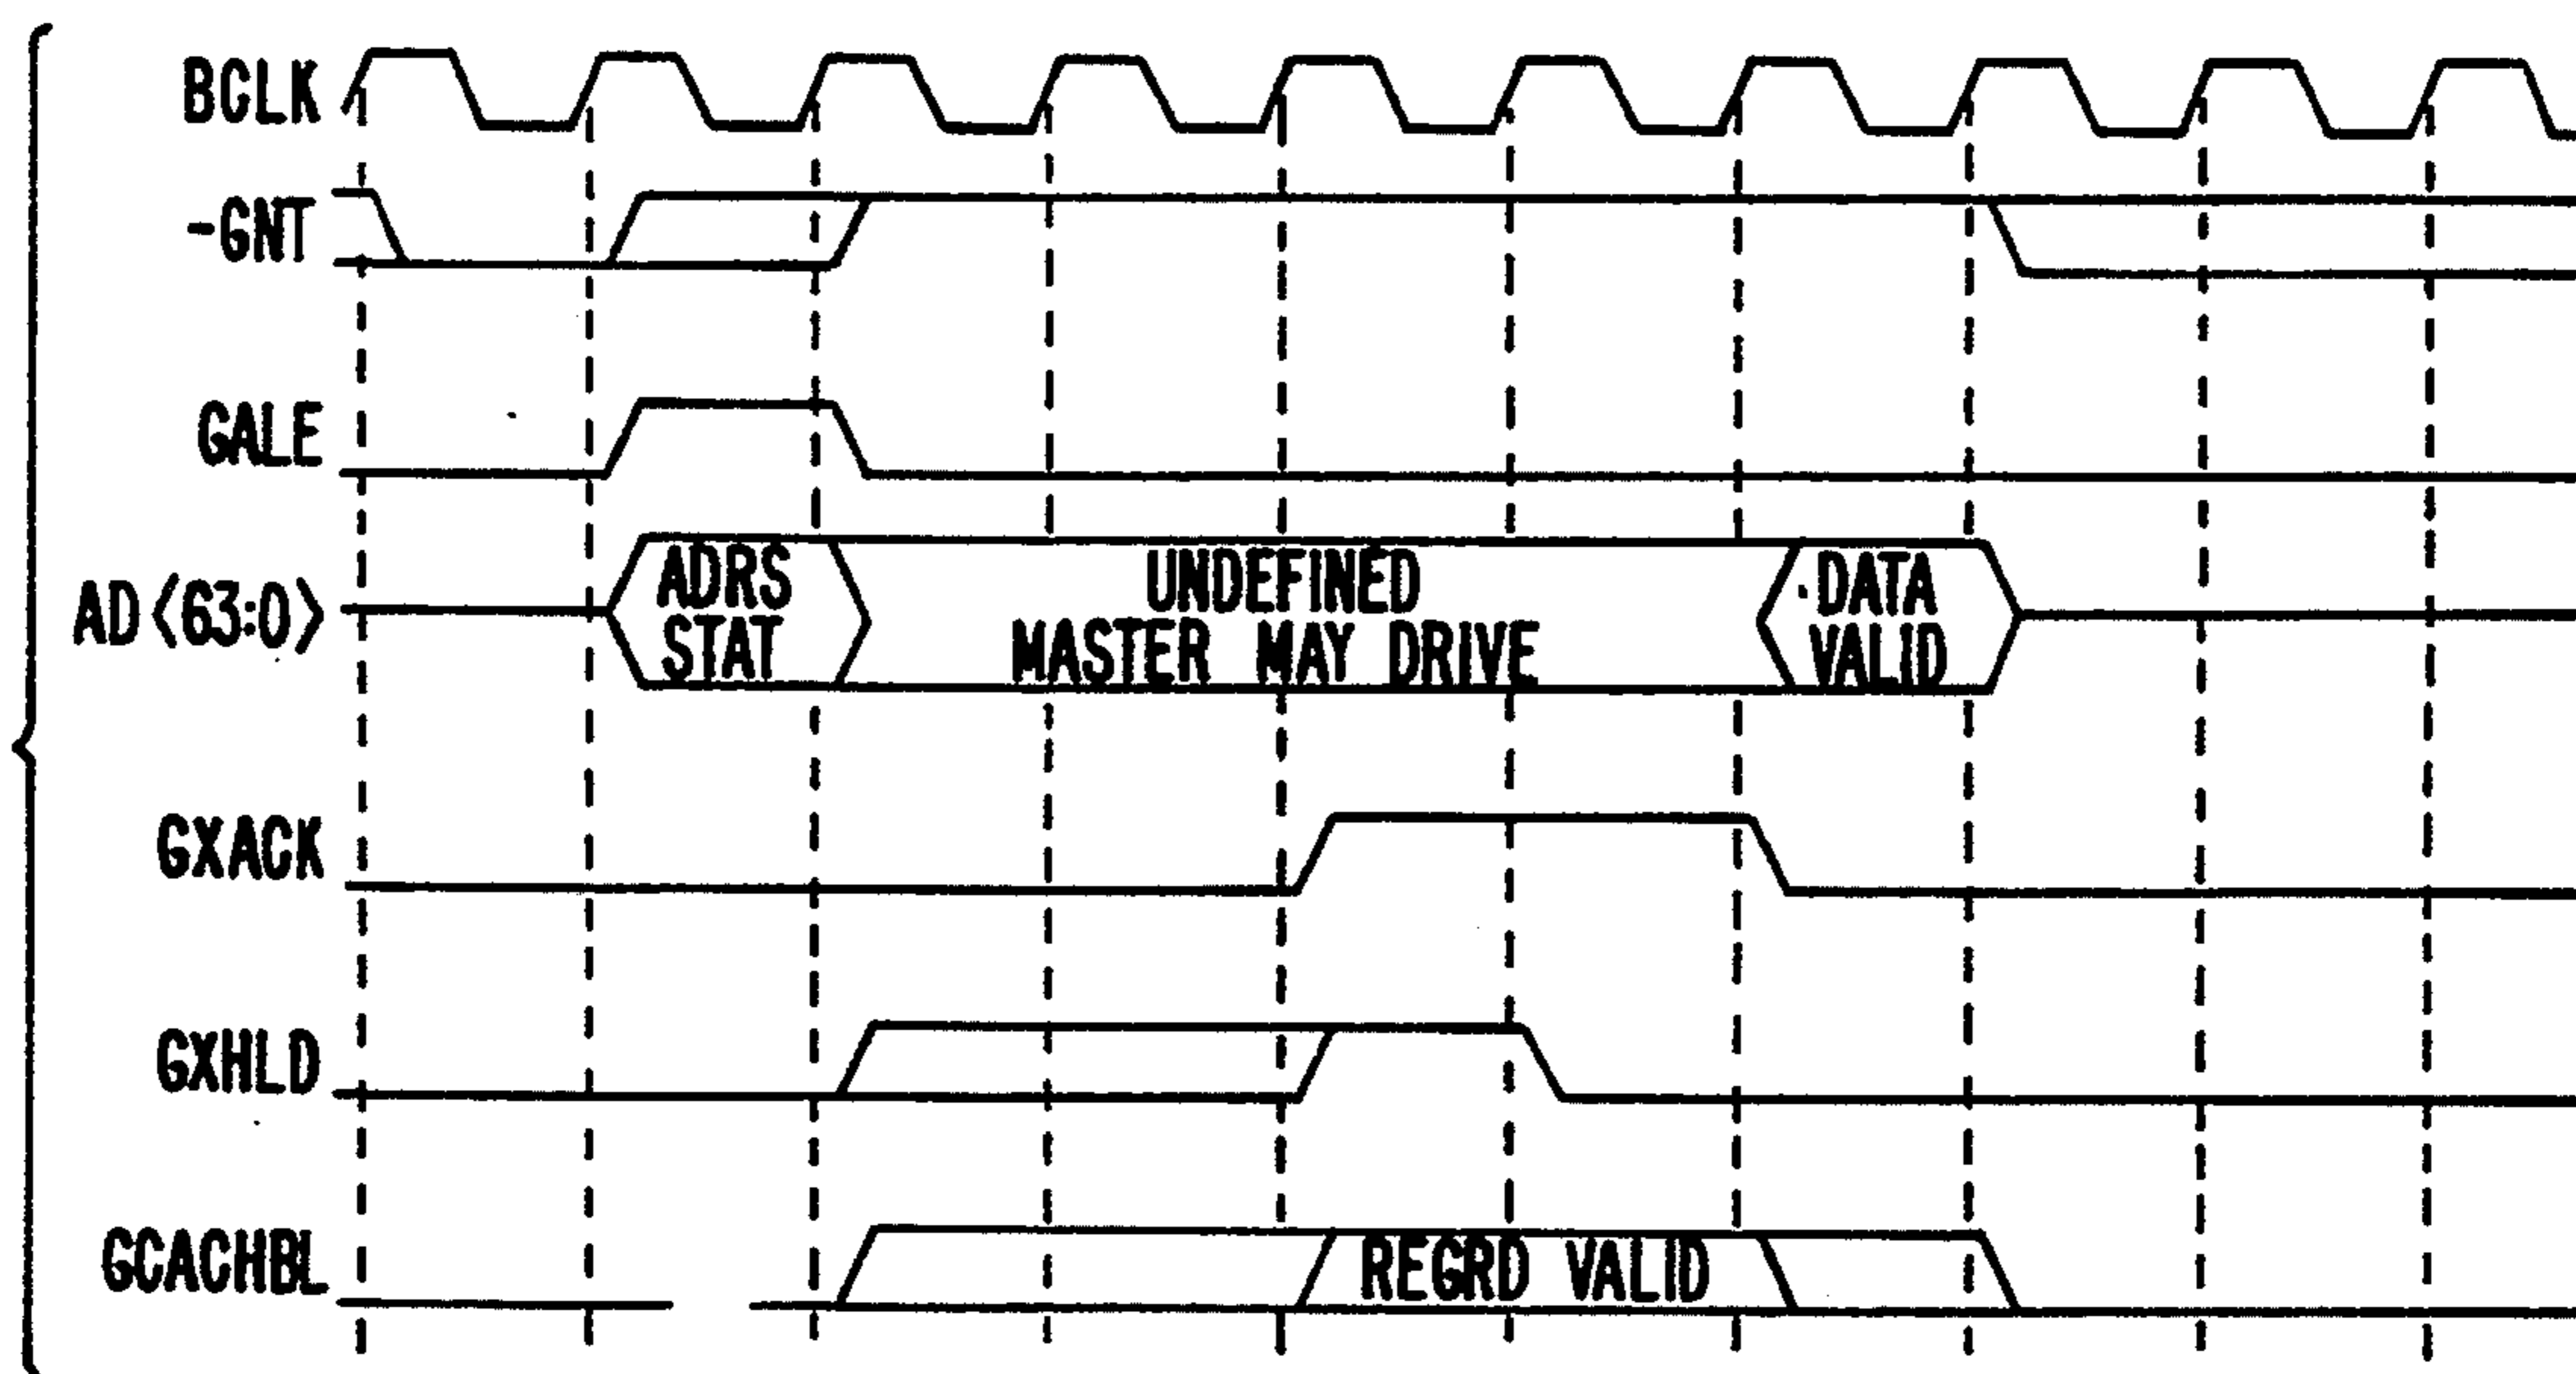 BCLK
-GNT
GALE
AD<63:0>
ADRS
STAT
UNDEFINED
MASTER MAY DRIVE
DATA
VALID
GXACK
GXHLD
GCACHBL
REGRD VALID